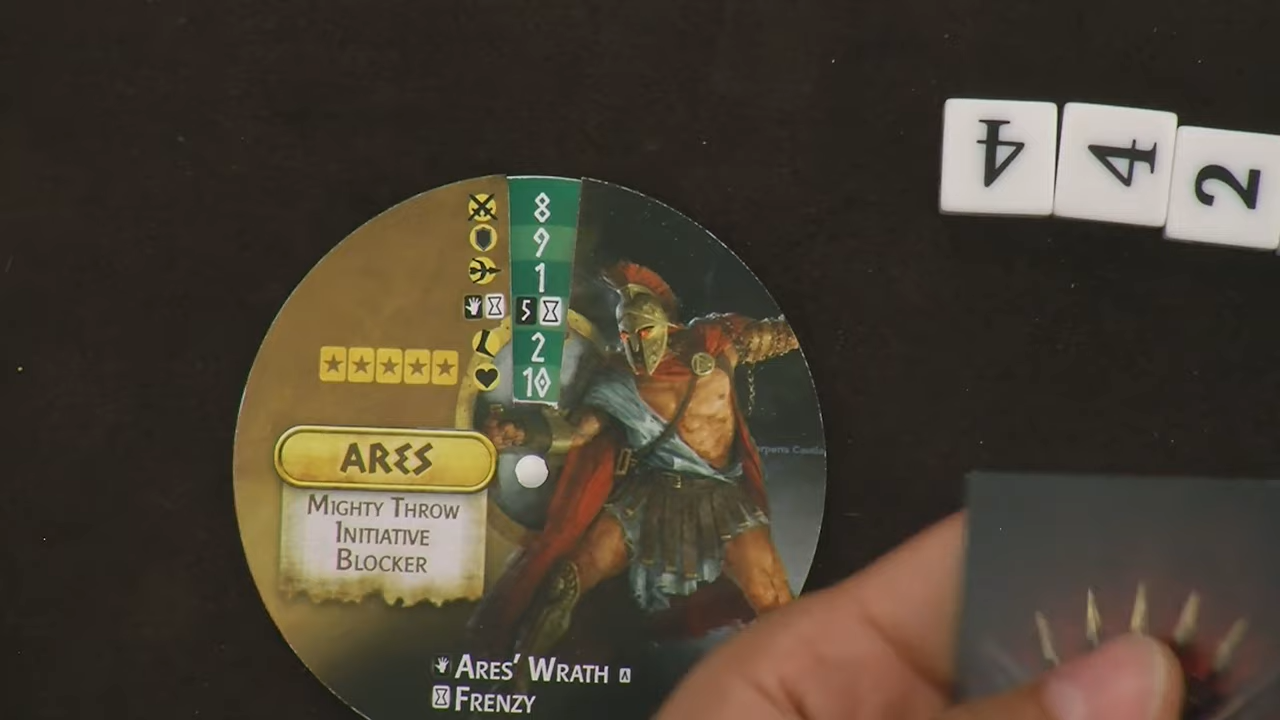 4 4 2
8
9
1
5
2
10
ARES
MIGHTY THROW
INITIATIVE
BLOCKER
ARES' WRATH
FRENZY